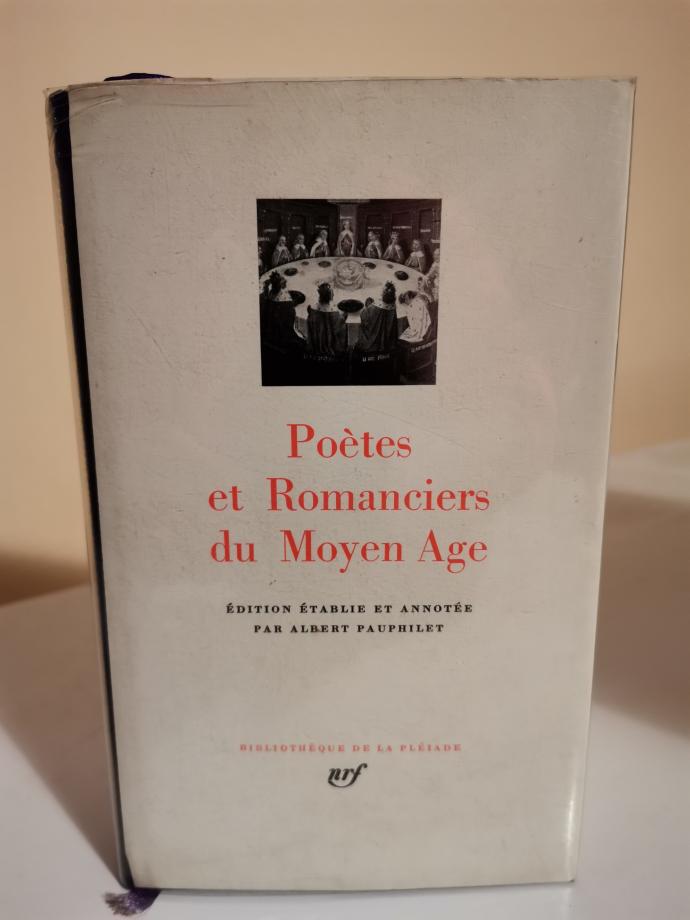 Poètes
et Romanciers
du Moyen Age
ÉDITION ÉTABLIE ET ANNOTÉE
PAR ALBERT PAUPHILET
BIBLIOTHÈQUE DE LA PLÉIADE
nrf